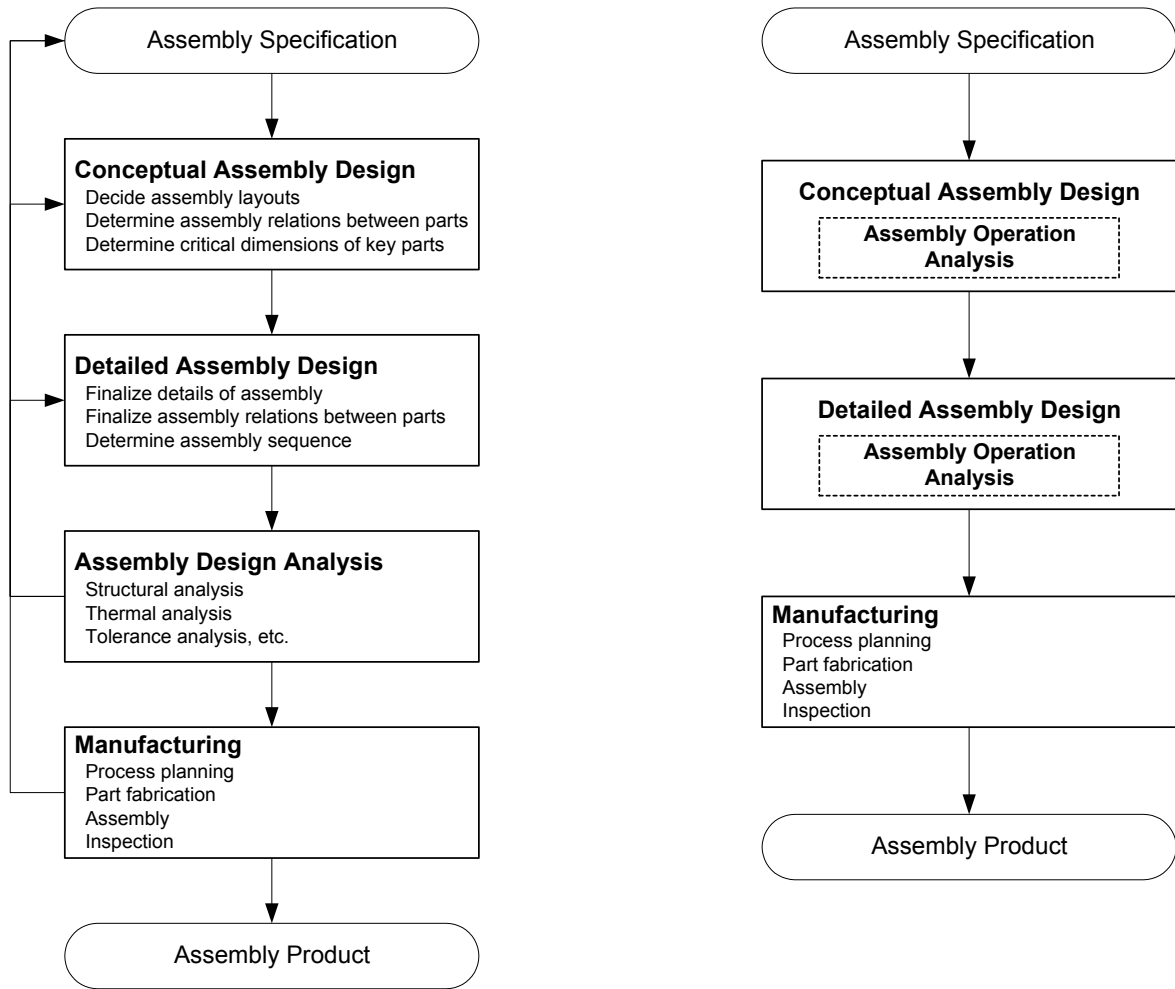 Assembly Specification
Conceptual Assembly Design
Decide assembly layouts
Determine assembly relations between parts
Determine critical dimensions of key parts
Detailed Assembly Design
Finalize details of assembly
Finalize assembly relations between parts
Determine assembly sequence
Assembly Design Analysis
Structural analysis
Thermal analysis
Tolerance analysis, etc.
Manufacturing
Process planning
Part fabrication
Assembly
Inspection
Assembly Product
Assembly Specification
Conceptual Assembly Design
Assembly Operation
Analysis
Detailed Assembly Design
Assembly Operation
Analysis
Manufacturing
Process planning
Part fabrication
Assembly
Inspection
Assembly Product